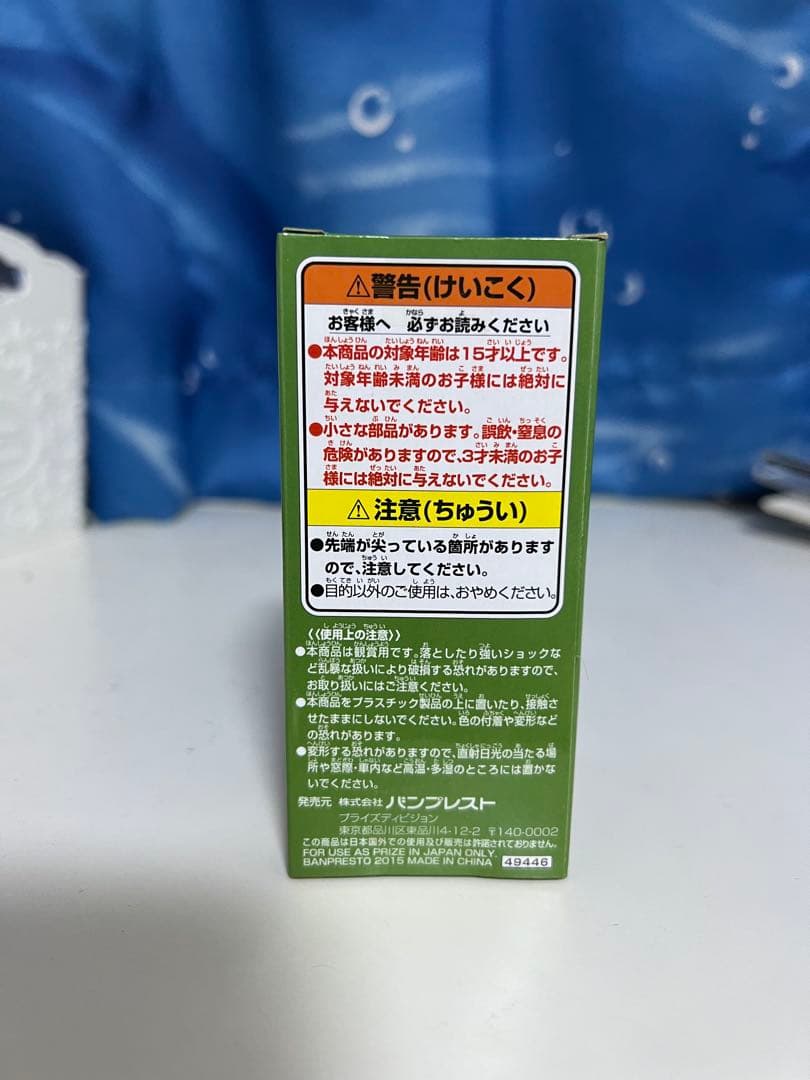 ⚠警告(けいこく)
お客様へ 必ずお読みください
●本商品の対象年齢は15才以上です。
対象年齢未満のお子様には絶対に
与えないでください。
●小さな部品があります。誤飲・窒息の
危険がありますので、3才未満のお子
様には絶対に与えないでください。
⚠注意(ちゅうい)
●先端が尖っている箇所があります
ので、注意してください。
●目的以外のご使用は、おやめください。
《使用上の注意》
●本商品は観賞用です。落としたり強いショックな
ど乱暴な扱いにより破損する恐れがありますので、
お取り扱いにはご注意ください。
●本商品をプラスチック製品の上に置いたり、接触さ
せたままにしないでください。色の付着や変形など
の恐れがあります。
●変形する恐れがありますので、直射日光の当たる場
所や窓際・車内など高温・多湿のところには置かな
いでください。
発売元 株式会社 バンプレスト
プライズディビジョン
東京都品川区東品川4-12-2 〒140-0002
この商品は日本国外での使用及び販売は許諾されておりません。
FOR USE AS PRIZE IN JAPAN ONLY.
BANPRESTO 2015 MADE IN CHINA 49446